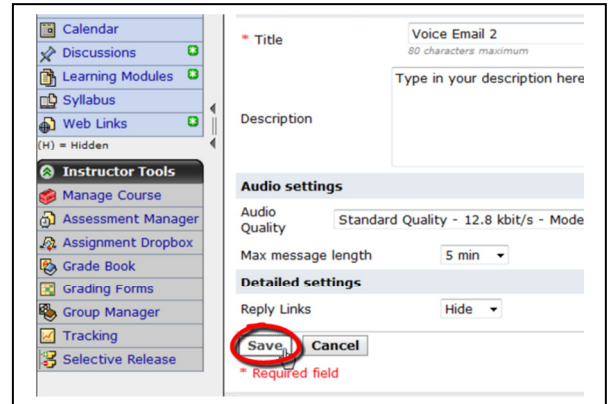 Calendar
Discussions
Learning Modules
Syllabus
Web Links
(H) = Hidden
Instructor Tools
Manage Course
Assessment Manager
Assignment Dropbox
Grade Book
Grading Forms
Group Manager
Tracking
Selective Release
* Title
Voice Email 2
80 characters maximum
Description
Type in your description here
Audio settings
Audio Quality
Standard Quality - 12.8 kbit/s - Mode
Max message length
5 min
Detailed settings
Reply Links
Hide
Save
Cancel
* Required field